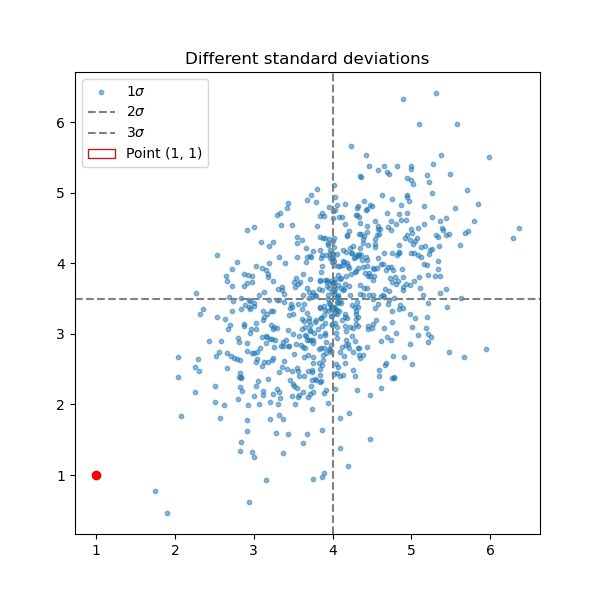 Different standard deviations
1σ
2σ
3σ
Point (1, 1)
6
5
4
3
2
1
1 2 3 4 5 6